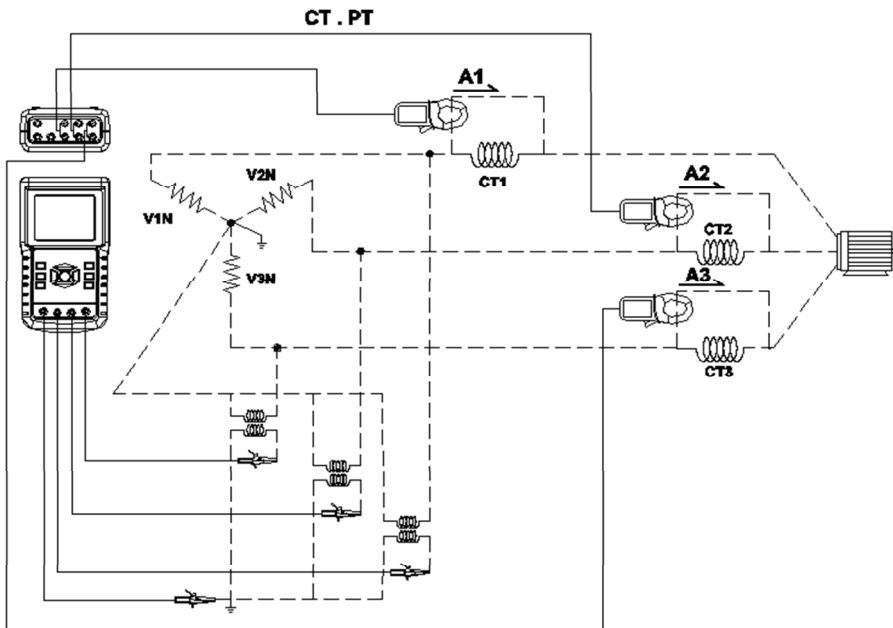 CT . PT
A1
CT1
V2N
V1N
V3N
A2
CT2
A3
CT3